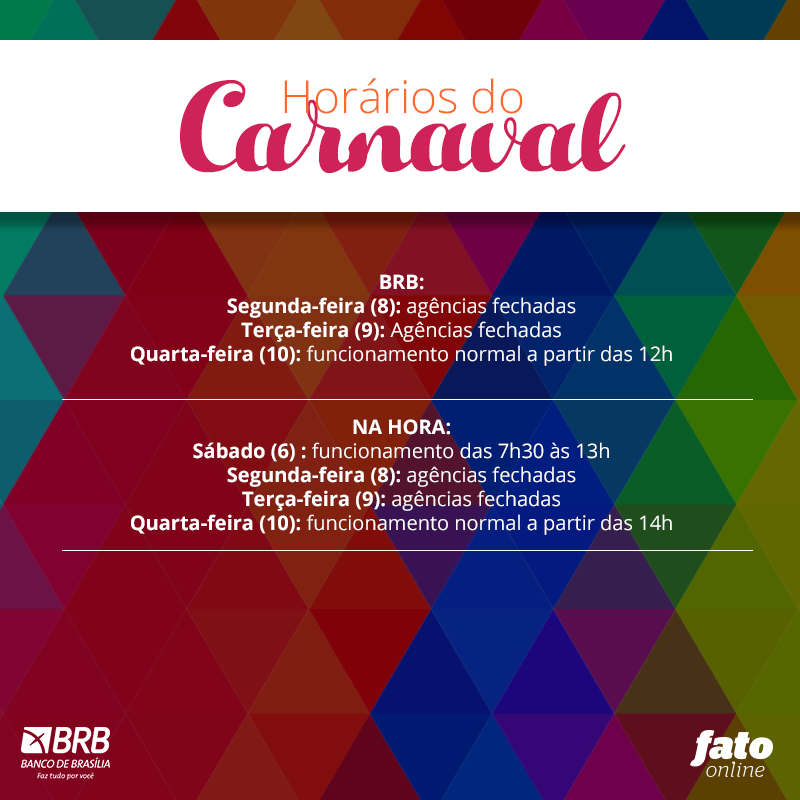 Horários do
Carnaval
BRB:
Segunda-feira (8): agências fechadas
Terça-feira (9): Agências fechadas
Quarta-feira (10): funcionamento normal a partir das 12h
NA HORA:
Sábado (6) : funcionamento das 7h30 às 13h
Segunda-feira (8): agências fechadas
Terça-feira (9): agências fechadas
Quarta-feira (10): funcionamento normal a partir das 14h
BRB
BANCO DE BRASÍLIA
Faz tudo por você
fato
online